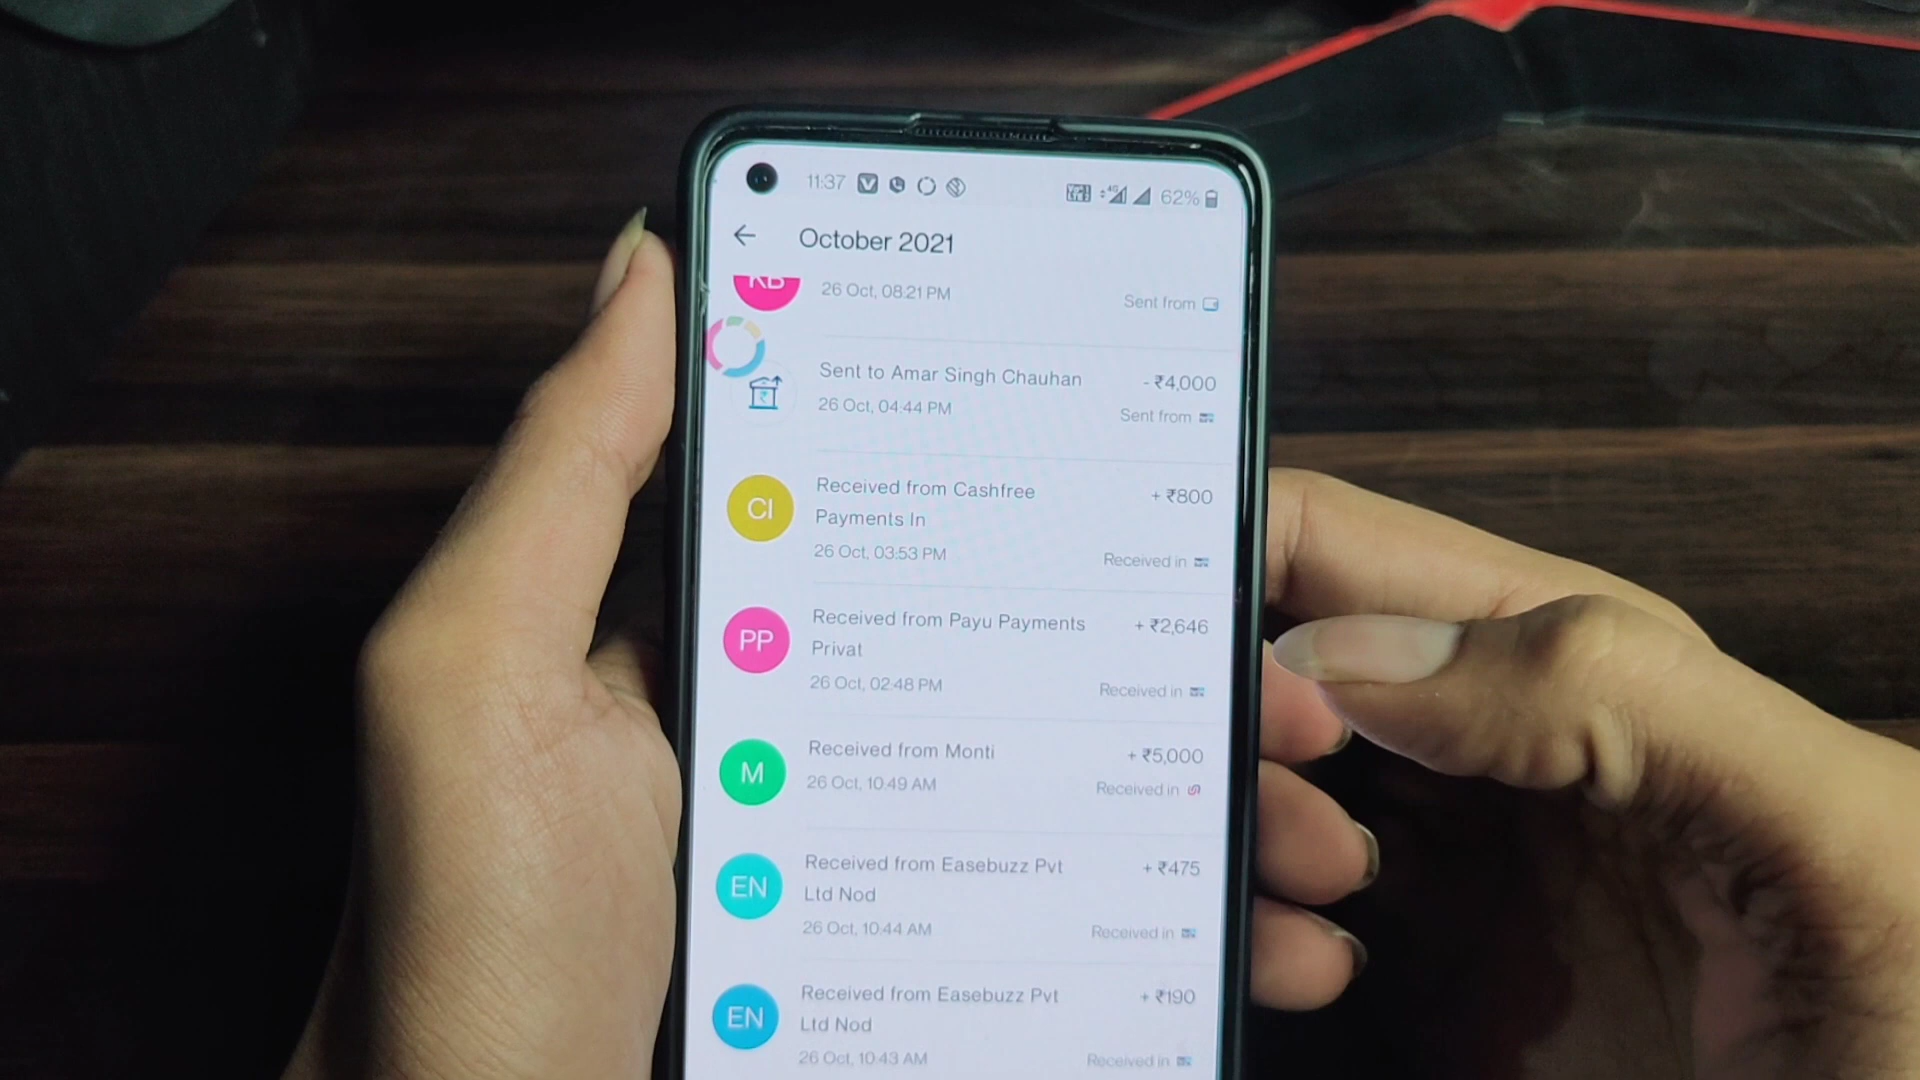 11:37
4G
62%
October 2021
KB
26 Oct, 08:21 PM
Sent from
Sent to Amar Singh Chauhan
- ₹4,000
26 Oct, 04:44 PM
Sent from
CI
Received from Cashfree
Payments In
+ ₹800
26 Oct, 03:53 PM
Received in
PP
Received from Payu Payments
Privat
+ ₹2,646
26 Oct, 02:48 PM
Received in
M
Received from Monti
+ ₹5,000
26 Oct, 10:49 AM
Received in
EN
Received from Easebuzz Pvt
Ltd Nod
+ ₹475
26 Oct, 10:44 AM
Received in
EN
Received from Easebuzz Pvt
Ltd Nod
+ ₹190
26 Oct, 10:43 AM
Received in